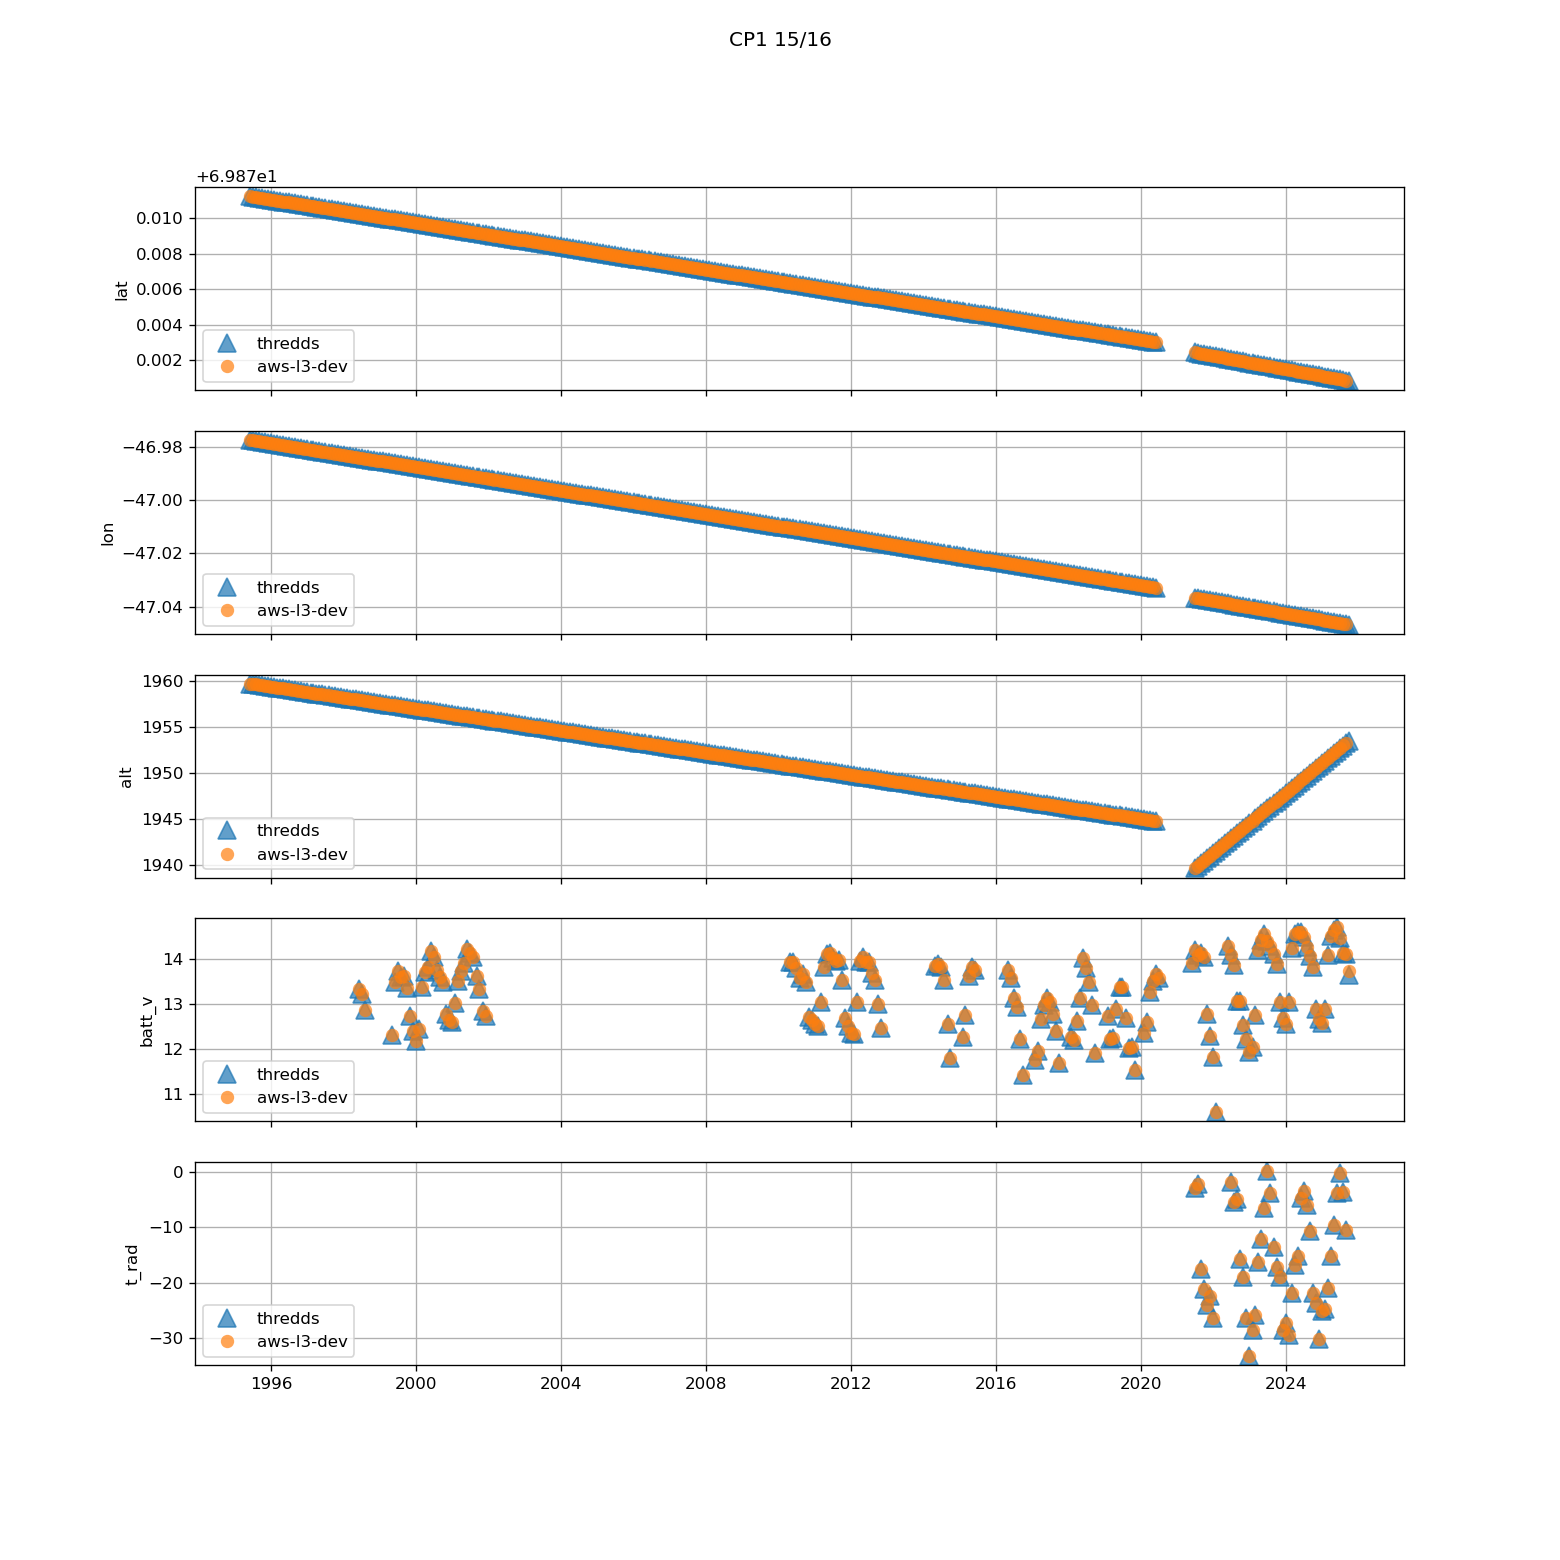 CP1 15/16
+6.987e1
0.010
0.008
0.006
0.004
0.002
lat
thredds
aws-l3-dev
−46.98
−47.00
−47.02
−47.04
lon
thredds
aws-l3-dev
1960
1955
1950
1945
1940
alt
thredds
aws-l3-dev
14
13
12
11
batt_v
thredds
aws-l3-dev
0
−10
−20
−30
t_rad
thredds
aws-l3-dev
1996 2000 2004 2008 2012 2016 2020 2024